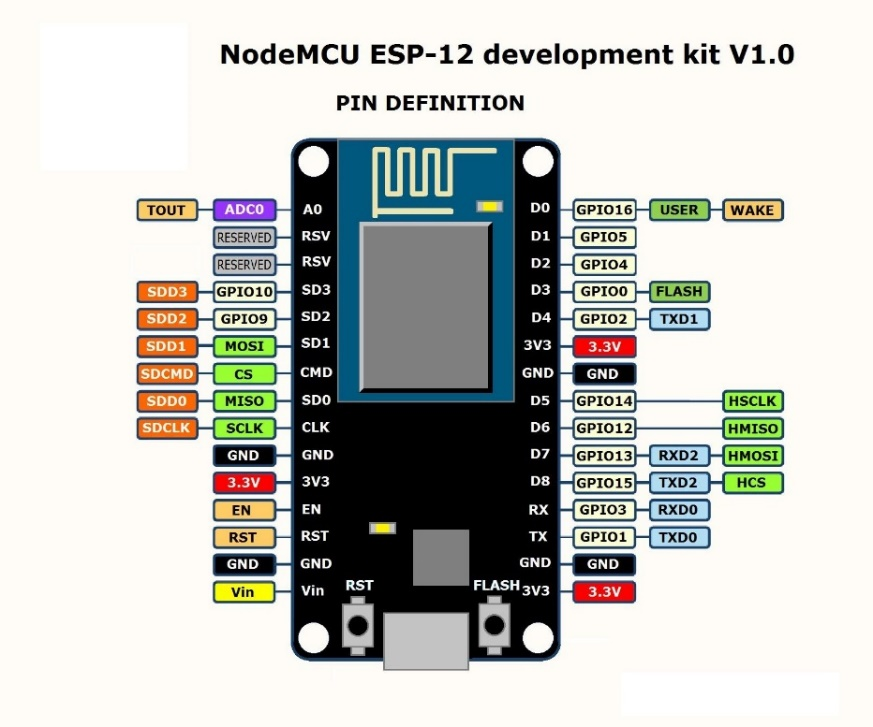 NodeMCU ESP-12 development kit V1.0
PIN DEFINITION
TOUT ADC0 A0 D0 GPIO16 USER WAKE
RESERVED RSV D1 GPIO5
RESERVED RSV D2 GPIO4
SDD3 GPIO10 SD3 D3 GPIO0 FLASH
SDD2 GPIO9 SD2 D4 GPIO2 TXD1
SDD1 MOSI SD1 3V3 3.3V
SDCMD CS CMD GND GND
SDD0 MISO SD0 D5 GPIO14 HSCLK
SDCLK SCLK CLK D6 GPIO12 HMISO
GND GND D7 GPIO13 RXD2 HMOSI
3.3V 3V3 D8 GPIO15 TXD2 HCS
EN EN RX GPIO3 RXD0
RST RST TX GPIO1 TXD0
GND GND GND GND
Vin Vin RST FLASH 3V3 3.3V